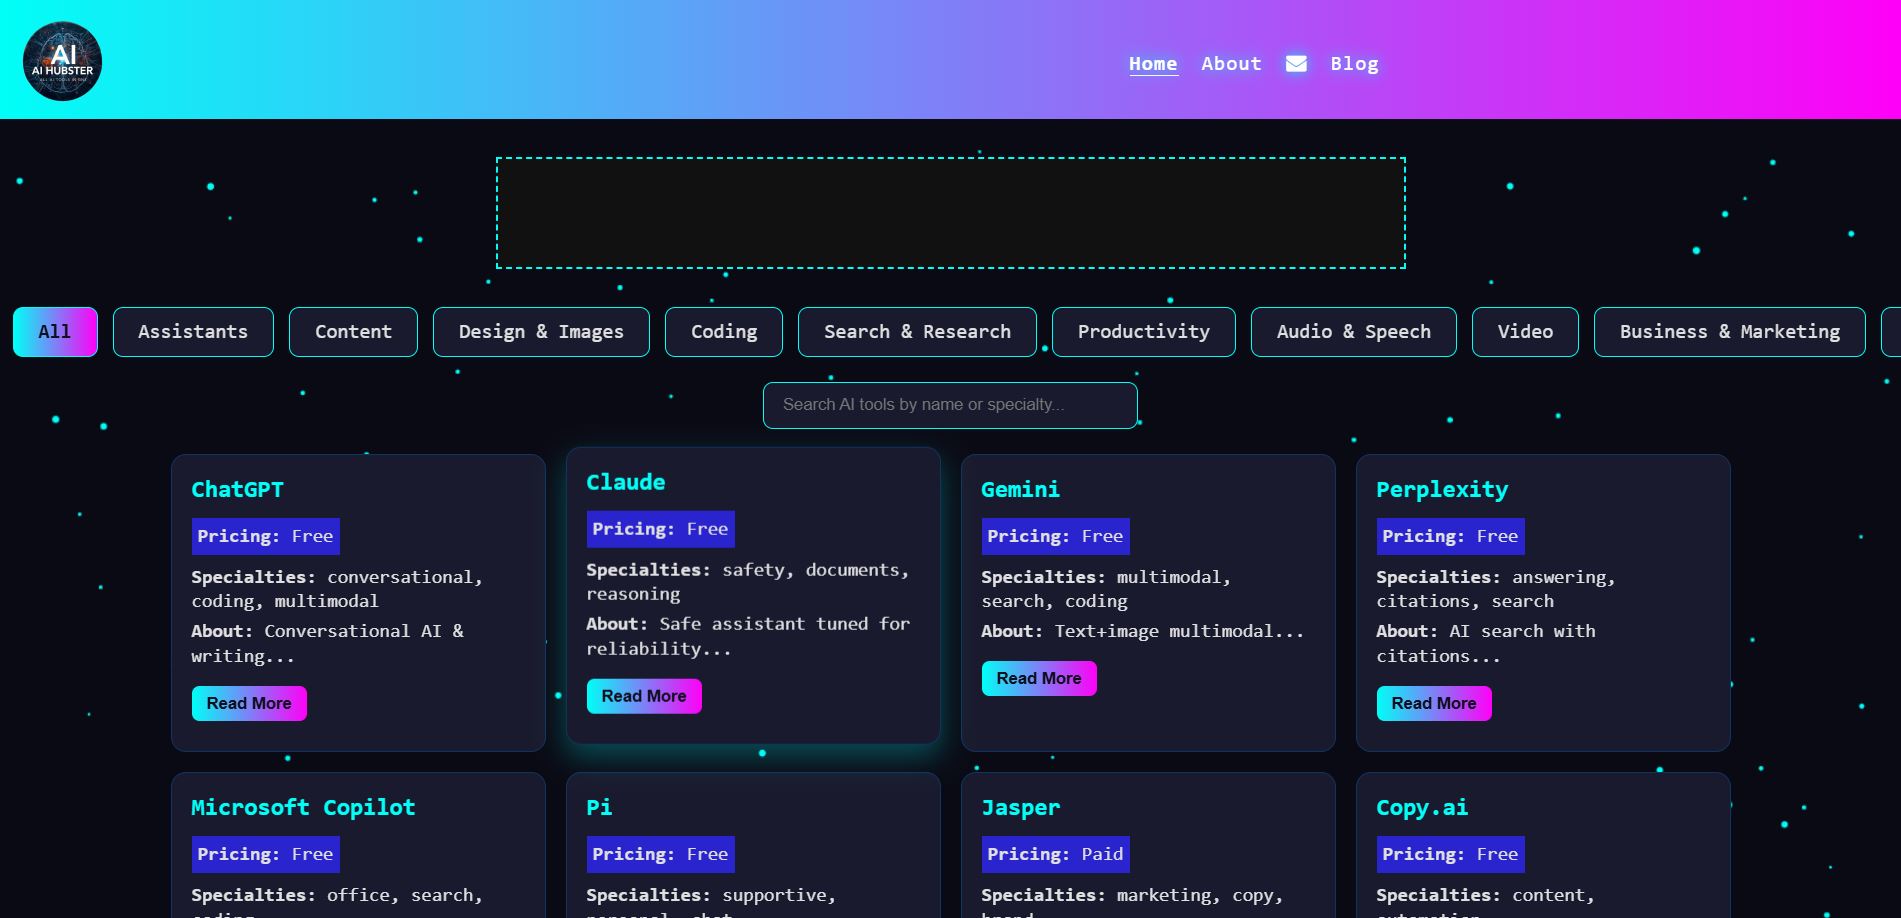 AI
AI HUBSTER
Home About Blog
All Assistants Content Design & Images Coding Search & Research Productivity Audio & Speech Video Business & Marketing
Search AI tools by name or specialty...
ChatGPT
Pricing: Free
Specialties: conversational,
coding, multimodal
About: Conversational AI &
writing...
Read More
Claude
Pricing: Free
Specialties: safety, documents,
reasoning
About: Safe assistant tuned for
reliability...
Read More
Gemini
Pricing: Free
Specialties: multimodal,
search, coding
About: Text+image multimodal...
Read More
Perplexity
Pricing: Free
Specialties: answering,
citations, search
About: AI search with
citations...
Read More
Microsoft Copilot
Pricing: Free
Specialties: office, search,
Pi
Pricing: Free
Specialties: supportive,
Jasper
Pricing: Paid
Specialties: marketing, copy,
Copy.ai
Pricing: Free
Specialties: content,